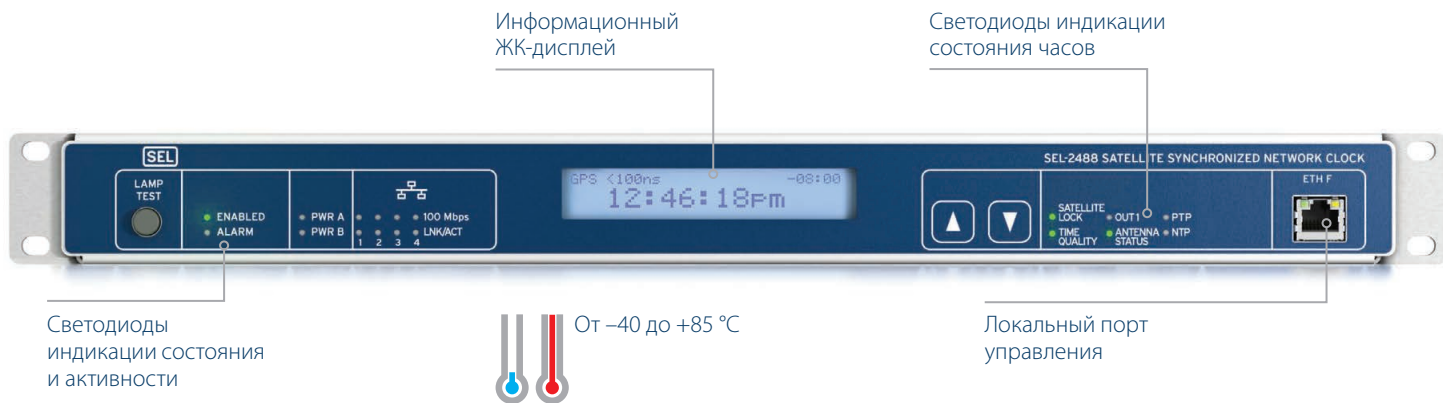 Информационный
ЖК-дисплей
Светодиоды индикации
состояния часов
SEL
SEL-2488 SATELLITE SYNCHRONIZED NETWORK CLOCK
LAMP
TEST
ENABLED
ALARM
PWR A
PWR B
100 Mbps
LNK/ACT
1 2 3 4
GPS <100ns -08:00
12:46:18pm
SATELLITE
LOCK
TIME
QUALITY
OUT1
ANTENNA
STATUS
PTP
NTP
ETH F
Светодиоды
индикации состояния
и активности
От –40 до +85 °C
Локальный порт
управления